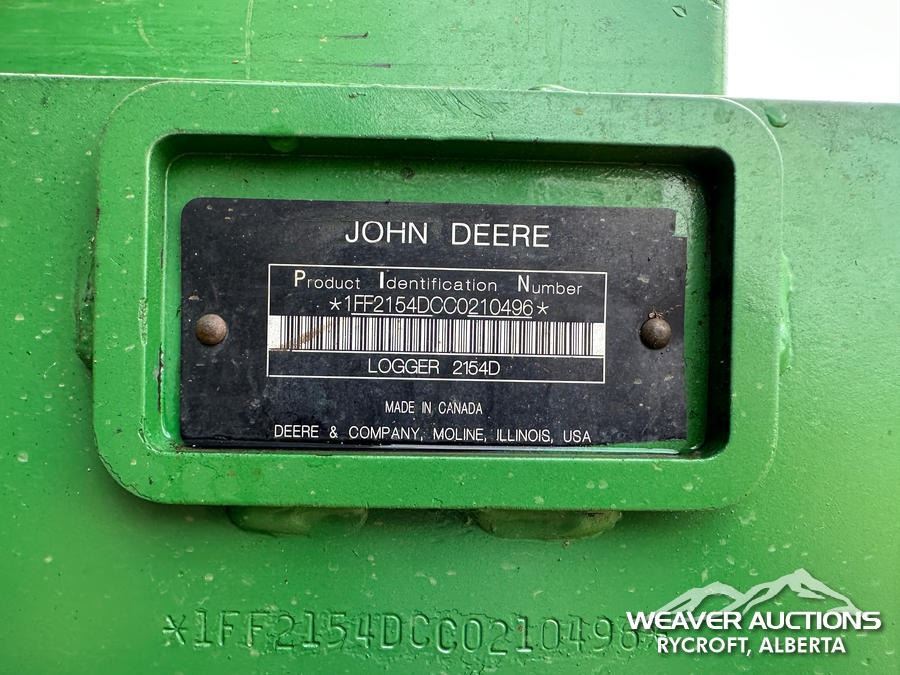 JOHN DEERE
Product Identification Number
*1FF2154DCC0210496*
LOGGER 2154D
MADE IN CANADA
DEERE & COMPANY, MOLINE, ILLINOIS, USA
*1FF2154DCC0210496*
WEAVER AUCTIONS
RYCROFT, ALBERTA